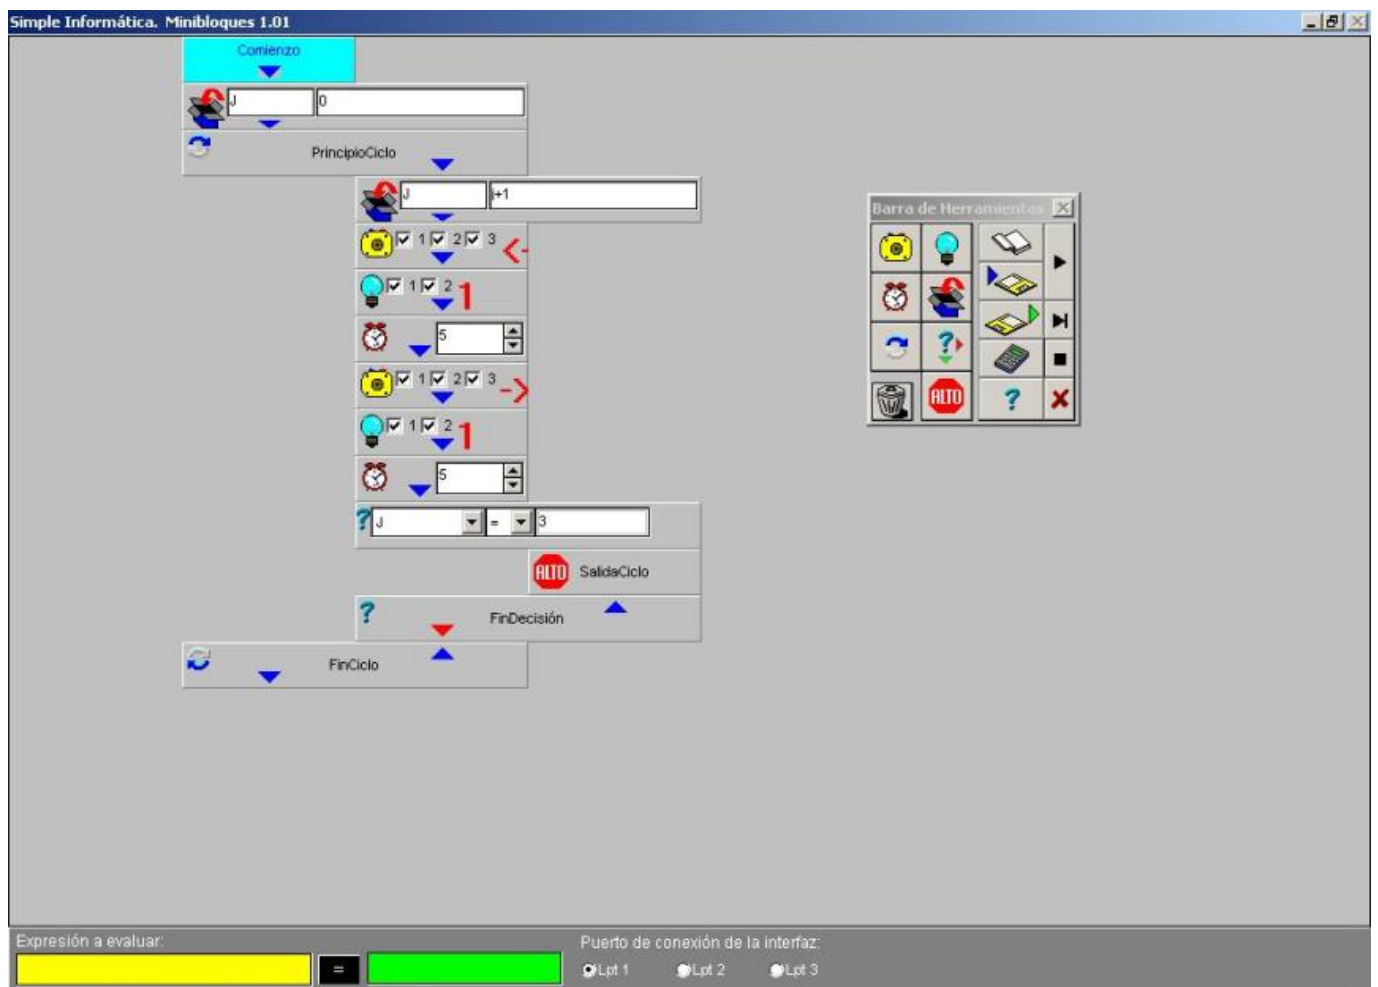 Simple Informática. Minibloques 1.01
Comienzo
J 0
PrincipioCiclo
J j+1
1 2 3 <-
1 2 1
5
1 2 3 ->
1 2 1
5
? J = 3
ALTO SalidaCiclo
? FinDecisión
FinCiclo
Barra de Herramientas
?
ALTO ?
Expresión a evaluar:
=
Puerto de conexión de la interfaz:
Lpt 1 Lpt 2 Lpt 3